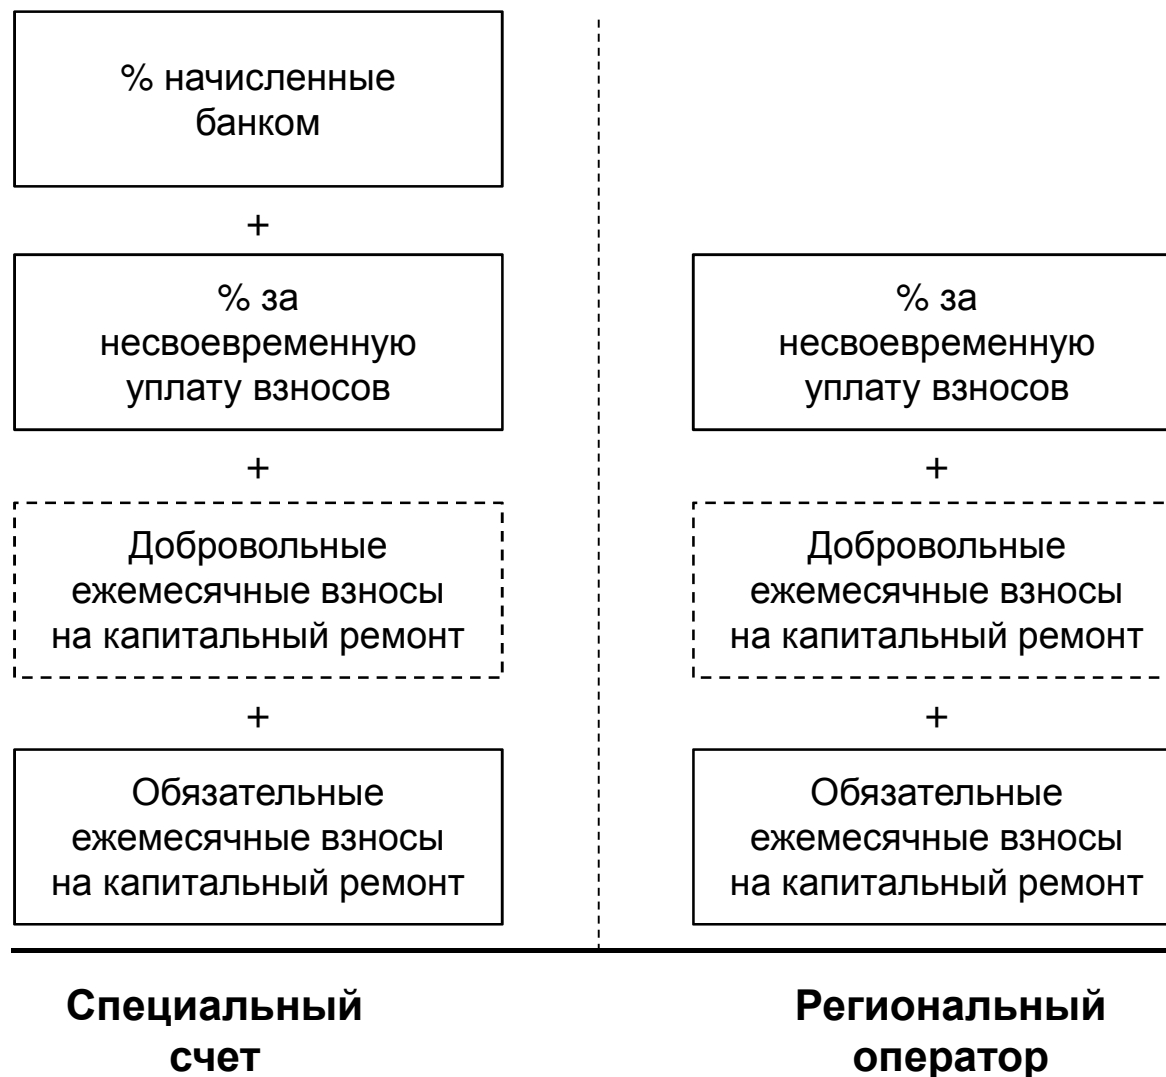 % начисленные
банком
+
% за
несвоевременную
уплату взносов
+
Добровольные
ежемесячные взносы
на капитальный ремонт
+
Обязательные
ежемесячные взносы
на капитальный ремонт
Специальный
счет
% за
несвоевременную
уплату взносов
+
Добровольные
ежемесячные взносы
на капитальный ремонт
+
Обязательные
ежемесячные взносы
на капитальный ремонт
Региональный
оператор